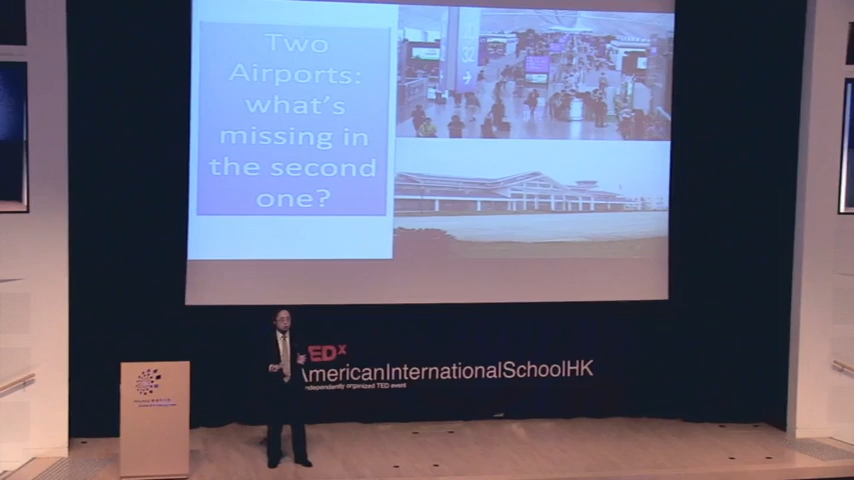 Two
Airports:
what's
missing in
the second
one?
TEDx
AmericanInternationalSchoolHK
independently organized TED event